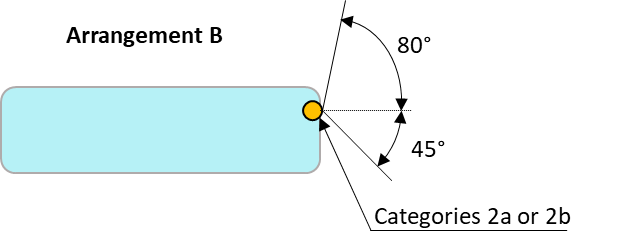 Arrangement B
80°
45°
Categories 2a or 2b